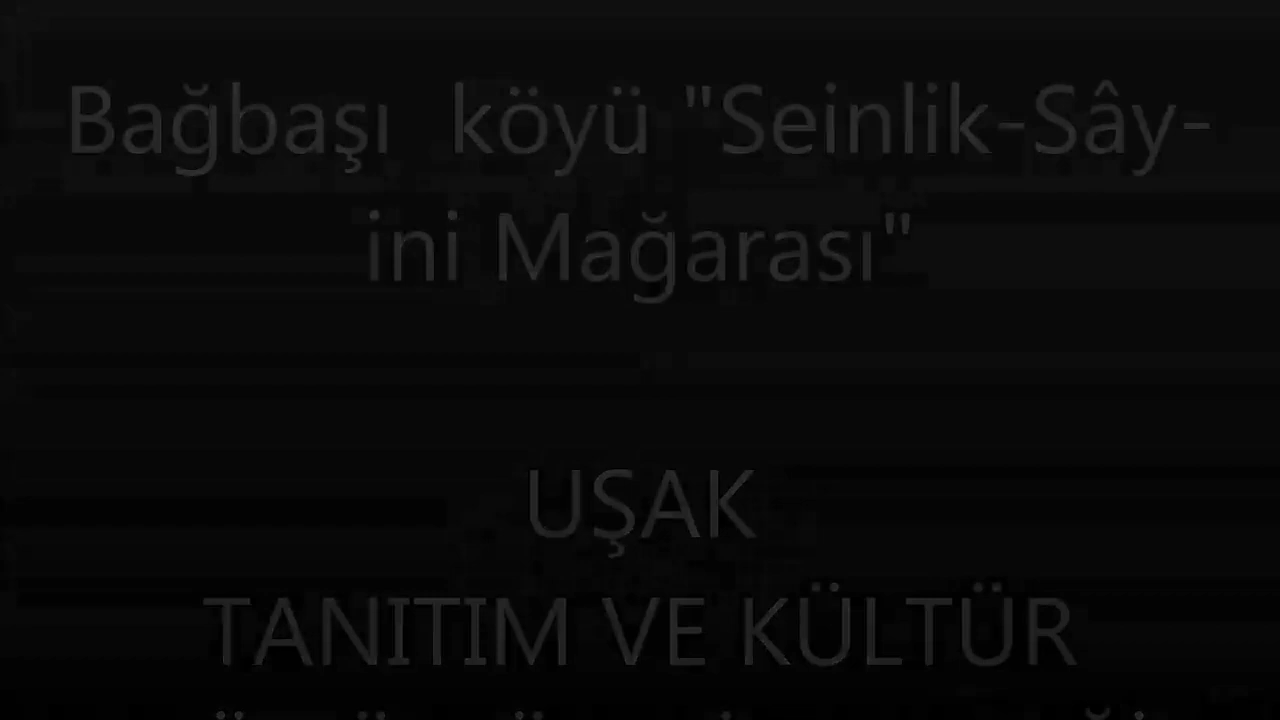 Bağbaşı  köyü "Seinlik-Sây-
ini Mağarası"
UŞAK
TANITIM VE KÜLTÜR